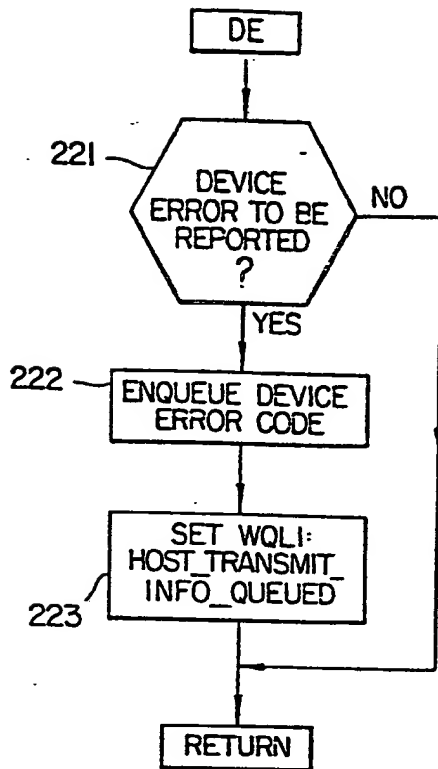 DE
221
DEVICE
ERROR TO BE
REPORTED
?
NO
YES
222
ENQUEUE DEVICE
ERROR CODE
SET WQLI:
HOST_TRANSMIT_
INFO_QUEUED
223
RETURN